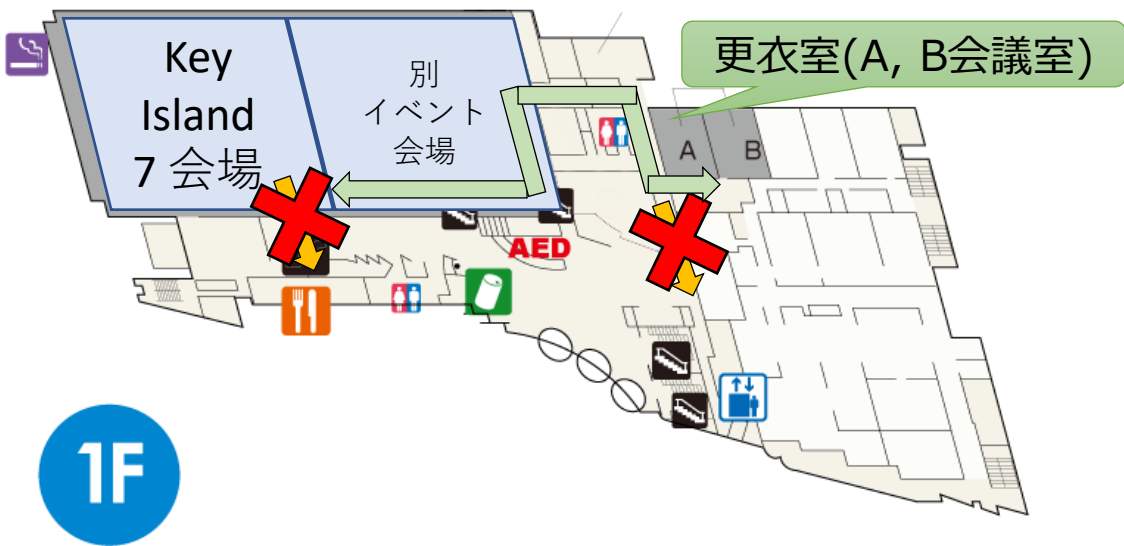 Key
Island
7 会場
別
イベント
会場
更衣室(A, B会議室)
A
B
AED
1F